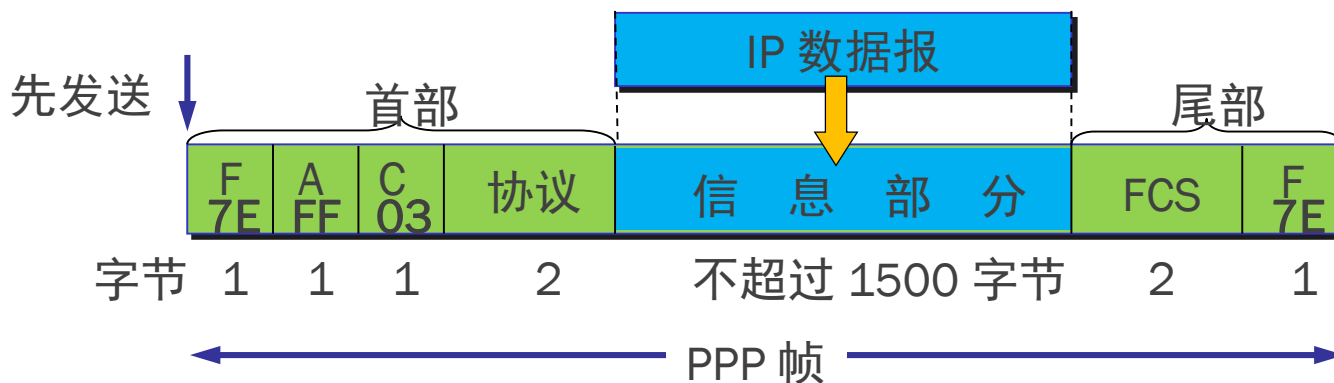 IP 数据报
先发送
首部
尾部
F A C 协议 信 息 部 分 FCS F
7E FF 03 7E
字节 1 1 1 2 不超过 1500 字节 2 1
PPP 帧